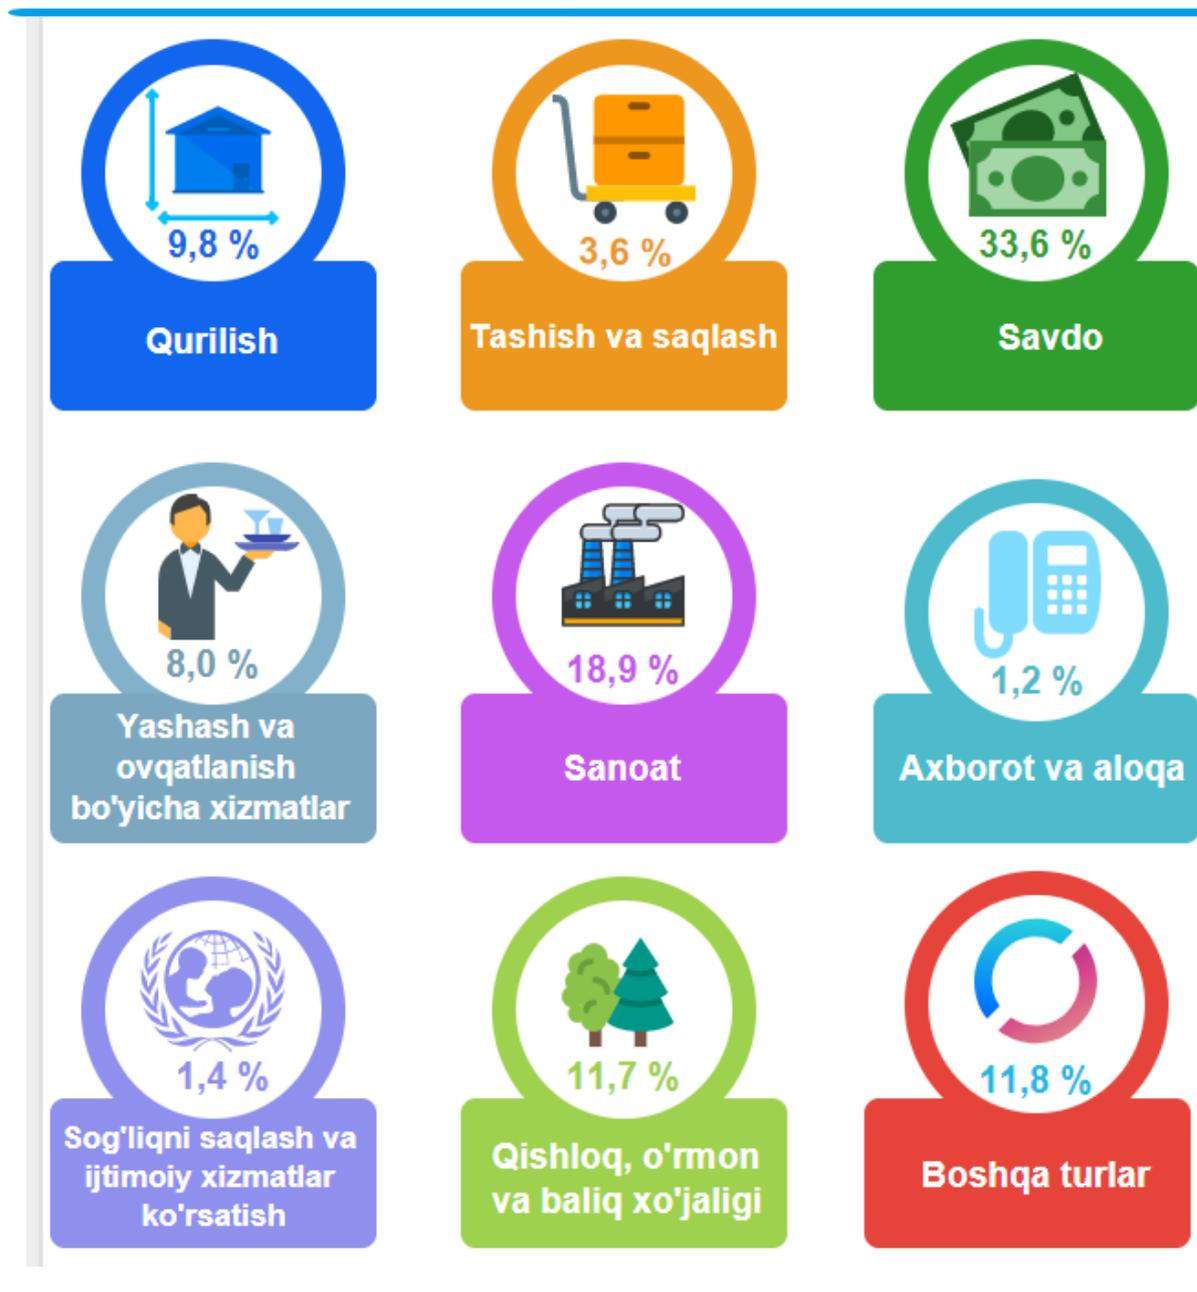 9,8 %
Qurilish
3,6 %
Tashish va saqlash
33,6 %
Savdo
8,0 %
Yashash va
ovqatlanish
bo'yicha xizmatlar
18,9 %
Sanoat
1,2 %
Axborot va aloqa
1,4 %
Sog'liqni saqlash va
ijtimoiy xizmatlar
ko'rsatish
11,7 %
Qishloq, o'rmon
va baliq xo'jaligi
11,8 %
Boshqa turlar